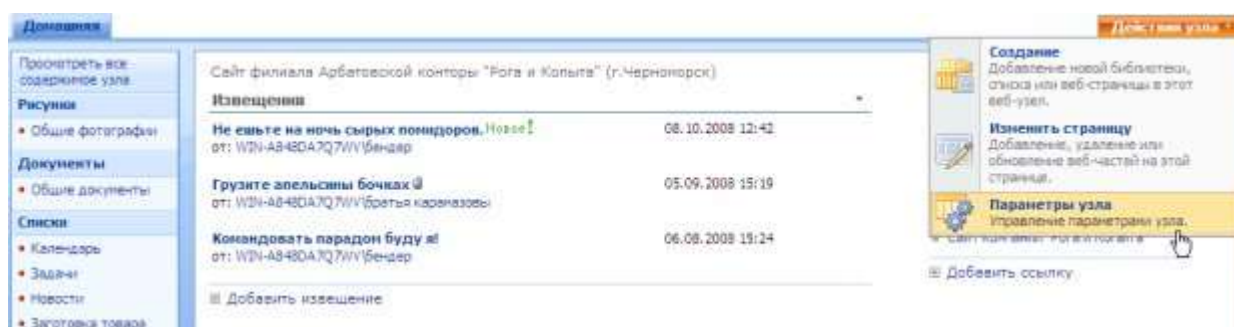 Домашняя
Действия узла
Просмотреть все
содержимое узла
Рисунки
Общие фотографии
Документы
Общие документы
Списки
Календарь
Задачи
Новости
Заготовка товара
Сайт филиала Арбатовской конторы "Рога и Копыта" (г.Черноморск)
Извещения
Не ешьте на ночь сырых помидоров. Новое! 08.10.2008 12:42
от: WIN-A848DA7Q7WV\бендер
Грузите апельсины бочках 05.09.2008 15:19
от: WIN-A848DA7Q7WV\братья карамазовы
Командовать парадом буду я! 06.08.2008 15:24
от: WIN-A848DA7Q7WV\бендер
Добавить извещение
Создание
Добавление новой библиотеки,
списка или веб-страницы в этот
веб-узел.
Изменить страницу
Добавление, удаление или
обновление веб-частей на этой
странице.
Параметры узла
Управление параметрами узла.
Добавить ссылку